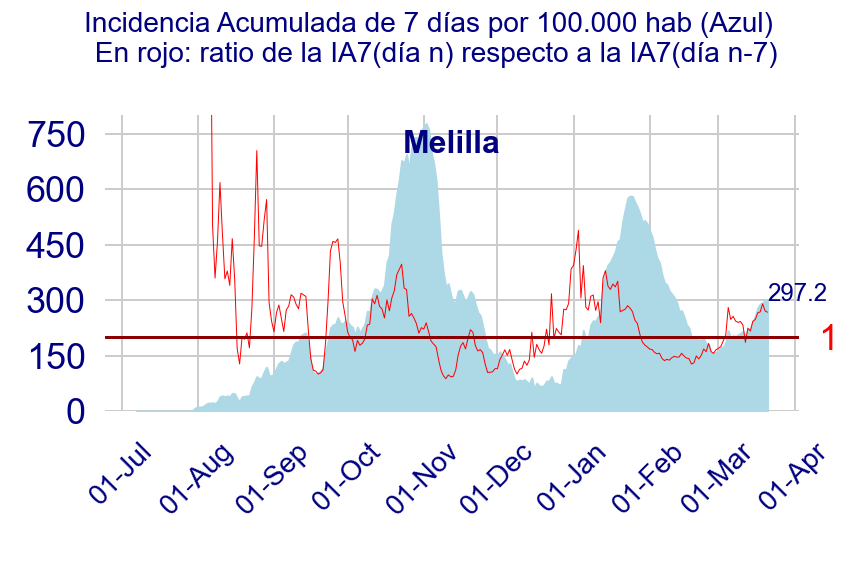 Incidencia Acumulada de 7 días por 100.000 hab (Azul)
En rojo: ratio de la IA7(día n) respecto a la IA7(día n-7)
Melilla
750
600
450
300
150
0
297.2
1
01-Jul
01-Aug
01-Sep
01-Oct
01-Nov
01-Dec
01-Jan
01-Feb
01-Mar
01-Apr